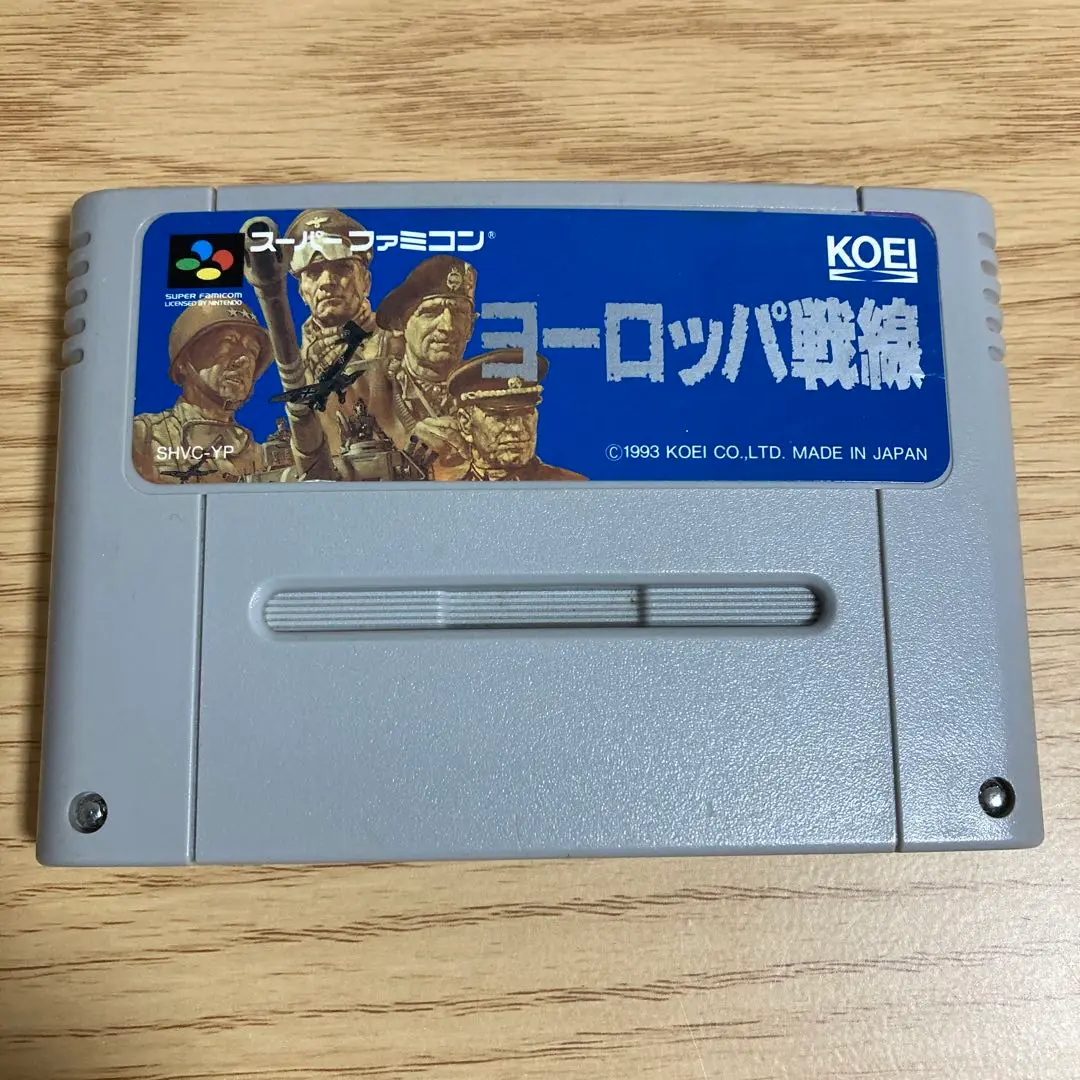 スーパーファミコン®
KOEI
SUPER FAMICOM
LICENSED BY NINTENDO
ヨーロッパ戦線
SHVC-YP
©1993 KOEI CO.,LTD. MADE IN JAPAN